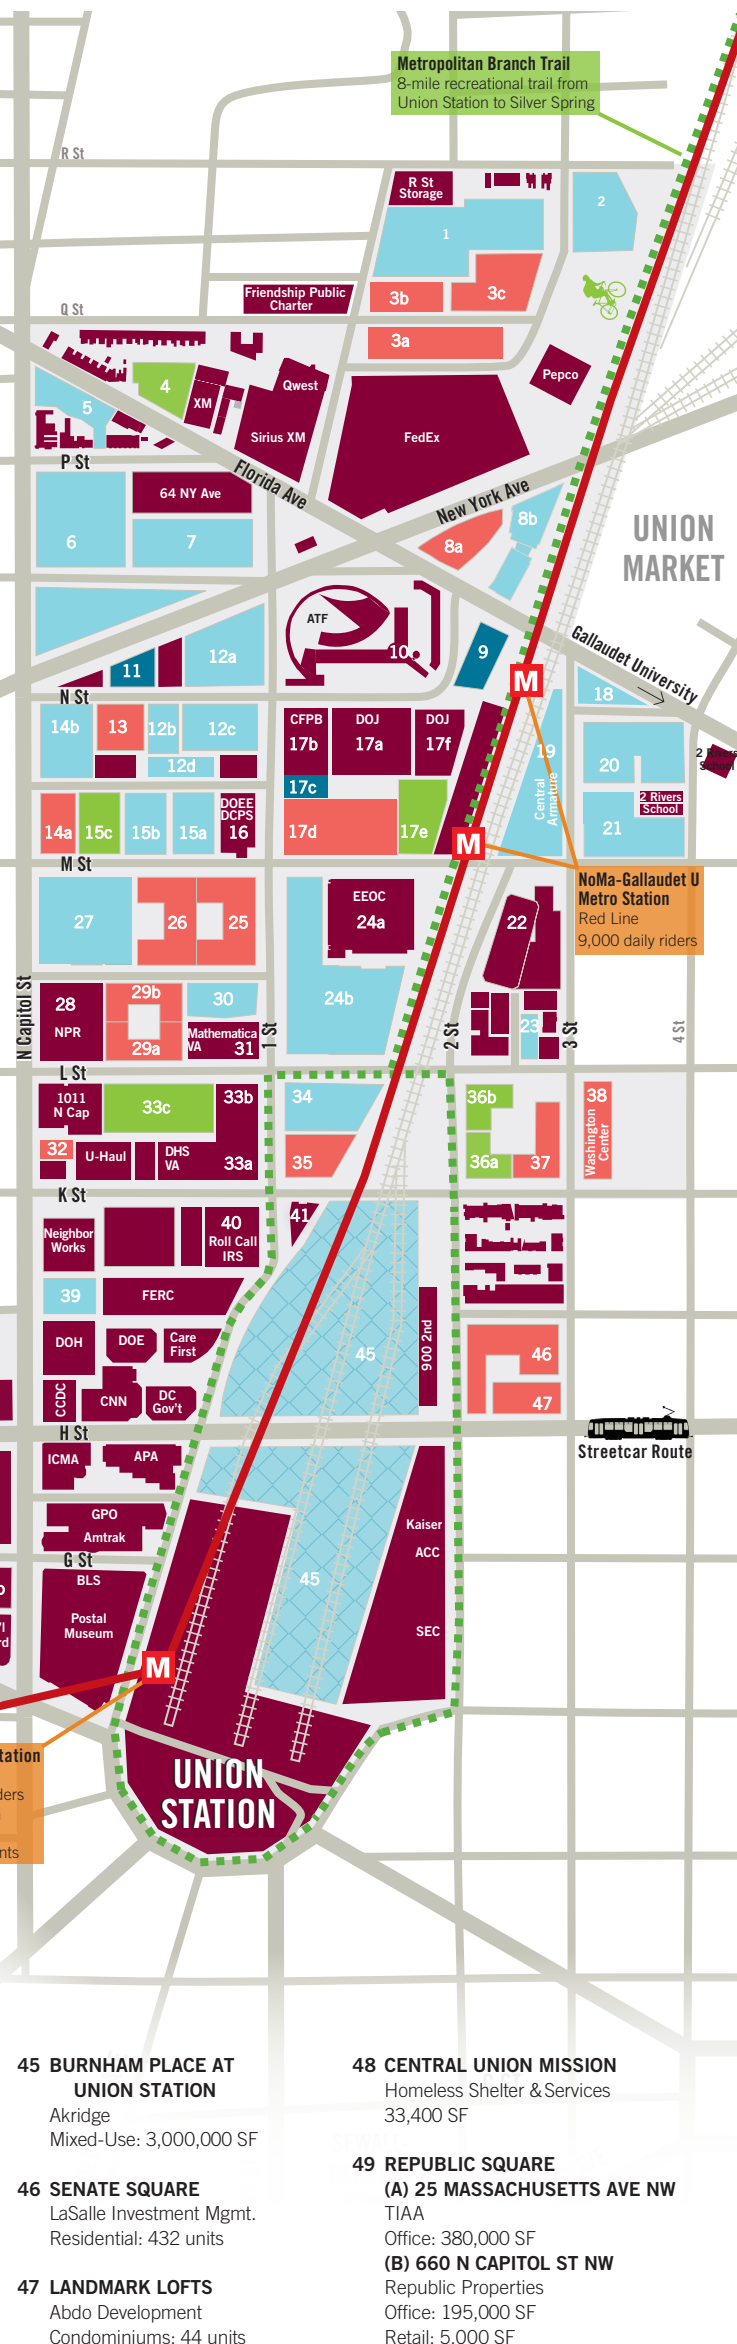 Metropolitan Branch Trail
8-mile recreational trail from
Union Station to Silver Spring
R St
R St
Storage
2
1
Friendship Public
Charter
3b
3c
Q St
3a
4
Qwest
Pepco
XM
5
Sirius XM
FedEx
P St
Florida Ave
64 NY Ave
New York Ave
8b
UNION
MARKET
6
7
8a
ATF
Gallaudet University
10
9
11
12a
M
18
N St
14b
13
12b
12c
CFPB
17b
DOJ
17a
DOJ
17f
19
Central
Armature
2 Rivers
School
12d
17c
20
2 Rivers
School
14a
15c
15b
15a
DOEE
DCPS
16
17d
17e
21
M
M St
NoMa-Gallaudet U
Metro Station
Red Line
9,000 daily riders
27
26
25
EEOC
24a
22
N Capitol St
28
NPR
29b
29a
30
Mathematica
VA
31
24b
1 St
2 St
23
3 St
4 St
L St
1011
N Cap
33c
33b
34
36b
38
Washington
Center
32
U-Haul
DHS
VA
33a
35
36a
37
K St
Neighbor
Works
40
Roll Call
IRS
41
39
FERC
DOH
DOE
Care
First
45
900 2nd
46
CCDC
CNN
DC
Gov't
47
H St
Streetcar Route
ICMA
APA
GPO
Amtrak
Kaiser
ACC
G St
BLS
45
Postal
Museum
SEC
M
tation
ders
nts
UNION
STATION
45 BURNHAM PLACE AT
UNION STATION
Akridge
Mixed-Use: 3,000,000 SF
46 SENATE SQUARE
LaSalle Investment Mgmt.
Residential: 432 units
47 LANDMARK LOFTS
Abdo Development
Condominiums: 44 units
48 CENTRAL UNION MISSION
Homeless Shelter & Services
33,400 SF
49 REPUBLIC SQUARE
(A) 25 MASSACHUSETTS AVE NW
TIAA
Office: 380,000 SF
(B) 660 N CAPITOL ST NW
Republic Properties
Office: 195,000 SF
Retail: 5,000 SF